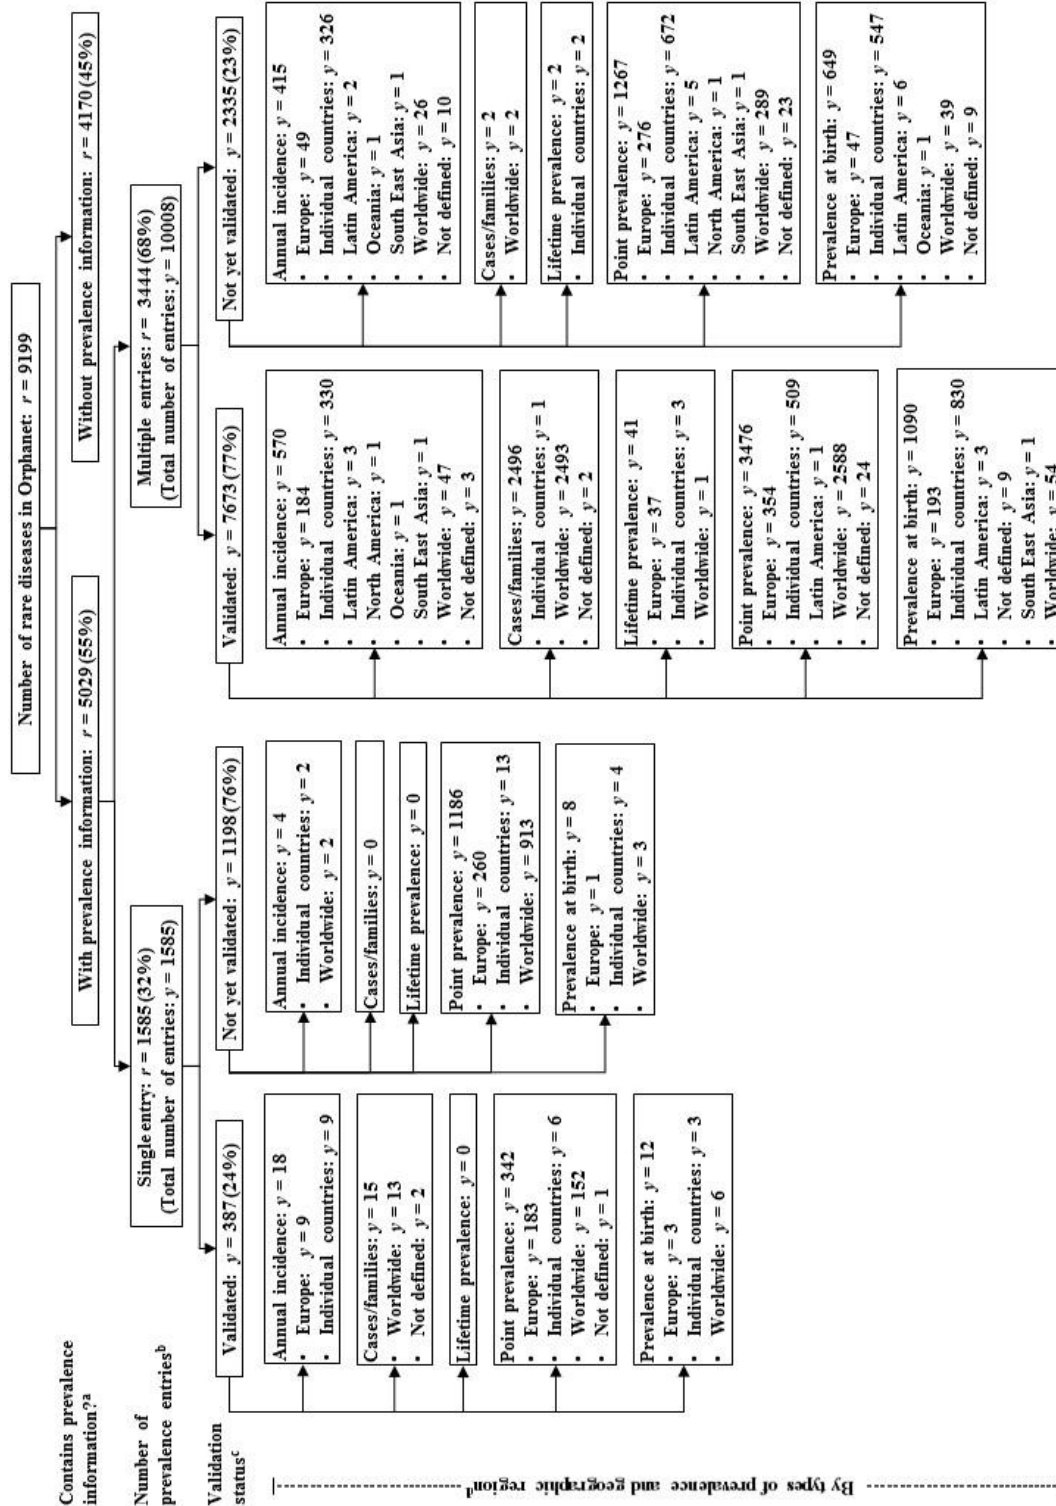 Number of rare diseases in Orphanet: r = 9199
Contains prevalence
information?a
With prevalence information: r = 5029 (55%)
Without prevalence information: r = 4170 (45%)
Number of
prevalence entriesb
Single entry: r = 1585 (32%)
(Total number of entries: y = 1585)
Multiple entries: r = 3444 (68%)
(Total number of entries: y = 10008)
Validation
statusc
Validated: y = 387 (24%)
Not yet validated: y = 1198 (76%)
Validated: y = 7673 (77%)
Not yet validated: y = 2335 (23%)
By types of prevalence and geographic regiond
Annual incidence: y = 18
• Europe: y = 9
• Individual countries: y = 9
Cases/families: y = 15
• Worldwide: y = 13
• Not defined: y = 2
Lifetime prevalence: y = 0
Point prevalence: y = 342
• Europe: y = 183
• Individual countries: y = 6
• Worldwide: y = 152
• Not defined: y = 1
Prevalence at birth: y = 12
• Europe: y = 3
• Individual countries: y = 3
• Worldwide: y = 6
Annual incidence: y = 4
• Individual countries: y = 2
• Worldwide: y = 2
Cases/families: y = 0
Lifetime prevalence: y = 0
Point prevalence: y = 1186
• Europe: y = 260
• Individual countries: y = 13
• Worldwide: y = 913
Prevalence at birth: y = 8
• Europe: y = 1
• Individual countries: y = 4
• Worldwide: y = 3
Annual incidence: y = 570
• Europe: y = 184
• Individual countries: y = 330
• Latin America: y = 3
• North America: y = 1
• Oceania: y = 1
• South East Asia: y = 1
• Worldwide: y = 47
• Not defined: y = 3
Cases/families: y = 2496
• Individual countries: y = 1
• Worldwide: y = 2493
• Not defined: y = 2
Lifetime prevalence: y = 41
• Europe: y = 37
• Individual countries: y = 3
• Worldwide: y = 1
Point prevalence: y = 3476
• Europe: y = 354
• Individual countries: y = 509
• Latin America: y = 1
• Worldwide: y = 2588
• Not defined: y = 24
Prevalence at birth: y = 1090
• Europe: y = 193
• Individual countries: y = 830
• Latin America: y = 3
• Not defined: y = 9
• South East Asia: y = 1
• Worldwide: y = 54
Annual incidence: y = 415
• Europe: y = 49
• Individual countries: y = 326
• Latin America: y = 2
• Oceania: y = 1
• South East Asia: y = 1
• Worldwide: y = 26
• Not defined: y = 10
Cases/families: y = 2
• Worldwide: y = 2
Lifetime prevalence: y = 2
• Individual countries: y = 2
Point prevalence: y = 1267
• Europe: y = 276
• Individual countries: y = 672
• Latin America: y = 5
• North America: y = 1
• South East Asia: y = 1
• Worldwide: y = 289
• Not defined: y = 23
Prevalence at birth: y = 649
• Europe: y = 47
• Individual countries: y = 547
• Latin America: y = 6
• Oceania: y = 1
• Worldwide: y = 39
• Not defined: y = 9